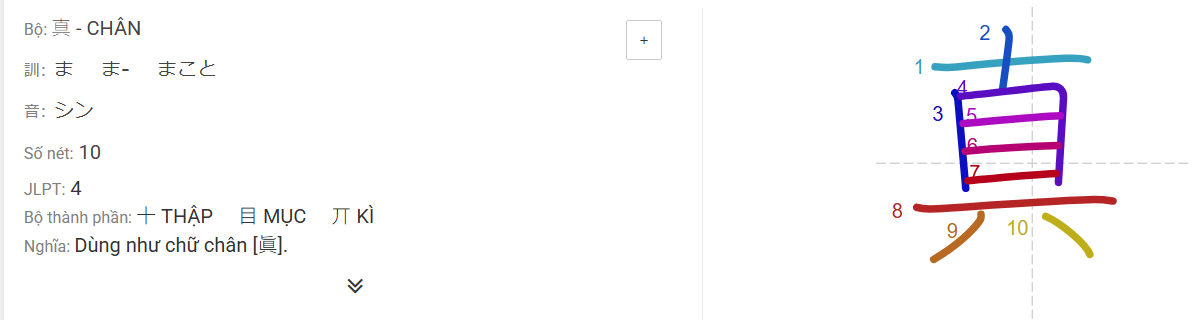 Bộ: 真 - CHÂN
+
訓: ま ま- まこと
音: シン
Số nét: 10
JLPT: 4
Bộ thành phần: 十 THẬP 目 MỤC 丌 KÌ
Nghĩa: Dùng như chữ chân [眞].
真
1
2
3
4
5
6
7
8
9
10